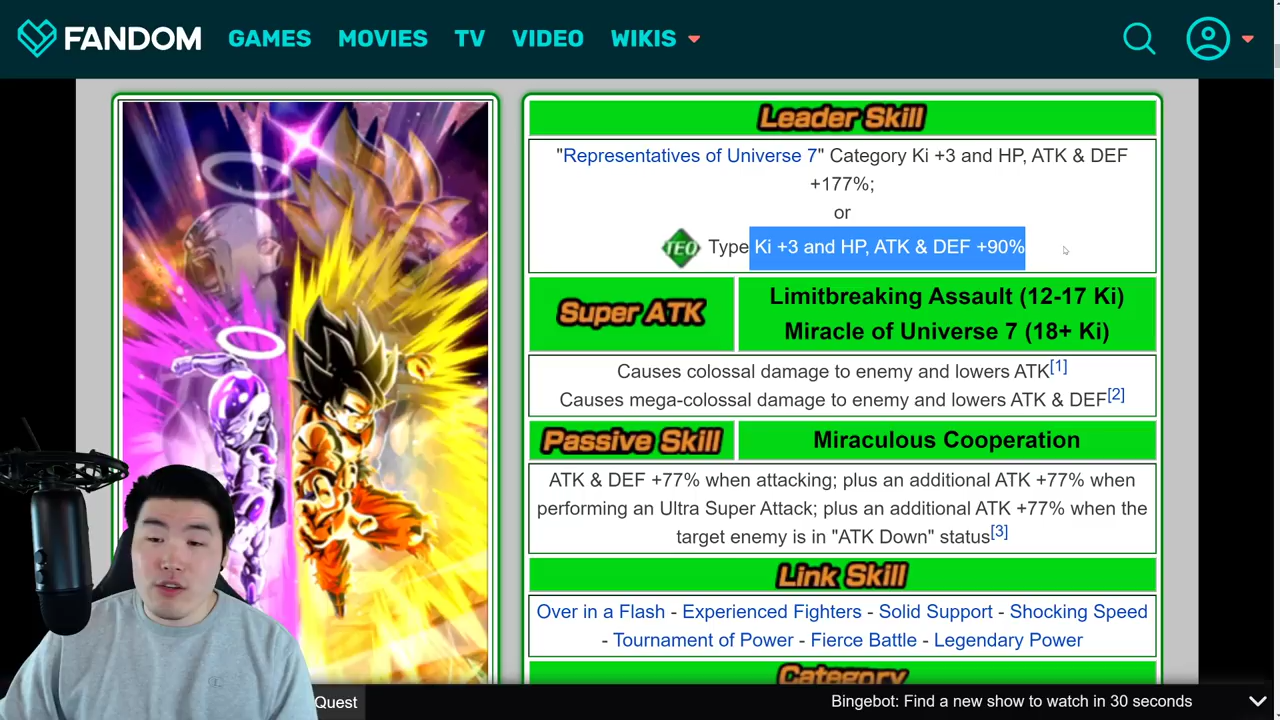 FANDOM GAMES MOVIES TV VIDEO WIKIS
Leader Skill
"Representatives of Universe 7" Category Ki +3 and HP, ATK & DEF
+177%;
or
TEQ Type Ki +3 and HP, ATK & DEF +90%
Super ATK
Limitbreaking Assault (12-17 Ki)
Miracle of Universe 7 (18+ Ki)
Causes colossal damage to enemy and lowers ATK[1]
Causes mega-colossal damage to enemy and lowers ATK & DEF[2]
Passive Skill
Miraculous Cooperation
ATK & DEF +77% when attacking; plus an additional ATK +77% when
performing an Ultra Super Attack; plus an additional ATK +77% when the
target enemy is in "ATK Down" status[3]
Link Skill
Over in a Flash - Experienced Fighters - Solid Support - Shocking Speed
- Tournament of Power - Fierce Battle - Legendary Power
Category
Quest
Bingebot: Find a new show to watch in 30 seconds